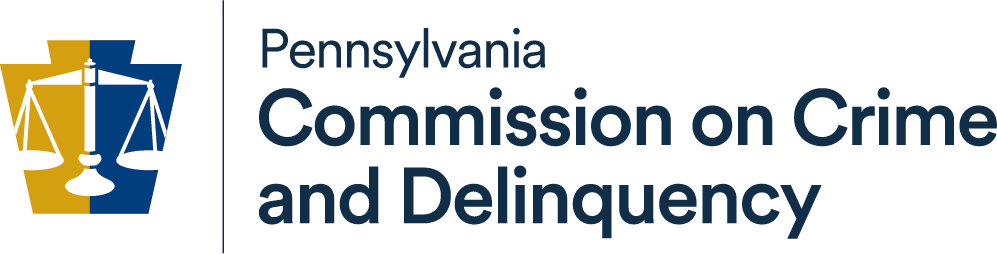 Pennsylvania
Commission on Crime
and Delinquency